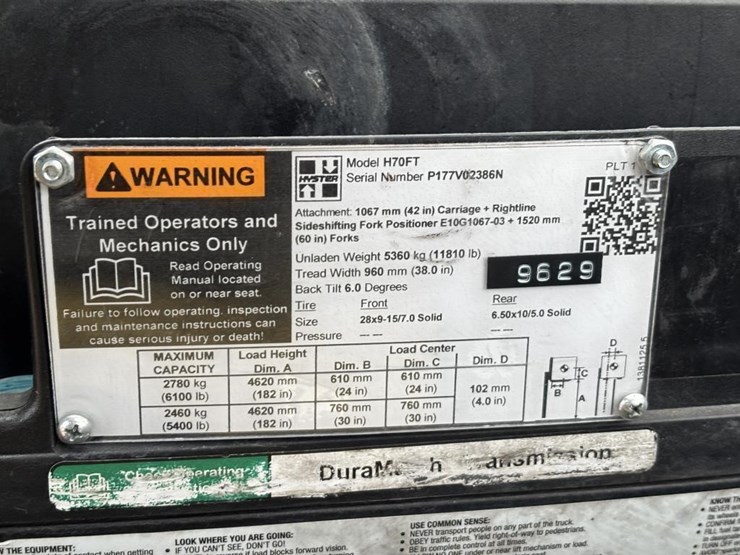 WARNING
Trained Operators and
Mechanics Only
Read Operating
Manual located
on or near seat.
Failure to follow operating, inspection
and maintenance instructions can
cause serious injury or death!
HYSTER
Model H70FT
Serial Number P177V02386N
PLT 1
Attachment: 1067 mm (42 in) Carriage + Rightline
Sideshifting Fork Positioner E10G1067-03 + 1520 mm
(60 in) Forks
Unladen Weight 5360 kg (11810 lb)
Tread Width 960 mm (38.0 in)
Back Tilt 6.0 Degrees
9629
Tire Front Rear
Size 28x9-15/7.0 Solid 6.50x10/5.0 Solid
Pressure --- --- --- ---
MAXIMUM CAPACITY Load Height Dim. A Load Center Dim. B Dim. C Dim. D
2780 kg (6100 lb) 4620 mm (182 in) 610 mm (24 in) 610 mm (24 in) 102 mm (4.0 in)
2460 kg (5400 lb) 4620 mm (182 in) 760 mm (30 in) 760 mm (30 in)
D
C
B
A
DuraM
LOOK WHERE YOU ARE GOING:
• IF YOU CAN'T SEE, DON'T GO!
USE COMMON SENSE:
• NEVER transport people on any part of the truck.
• OBEY traffic rules. Yield right-of-way to pedestrians.
• BE in complete control at all times.